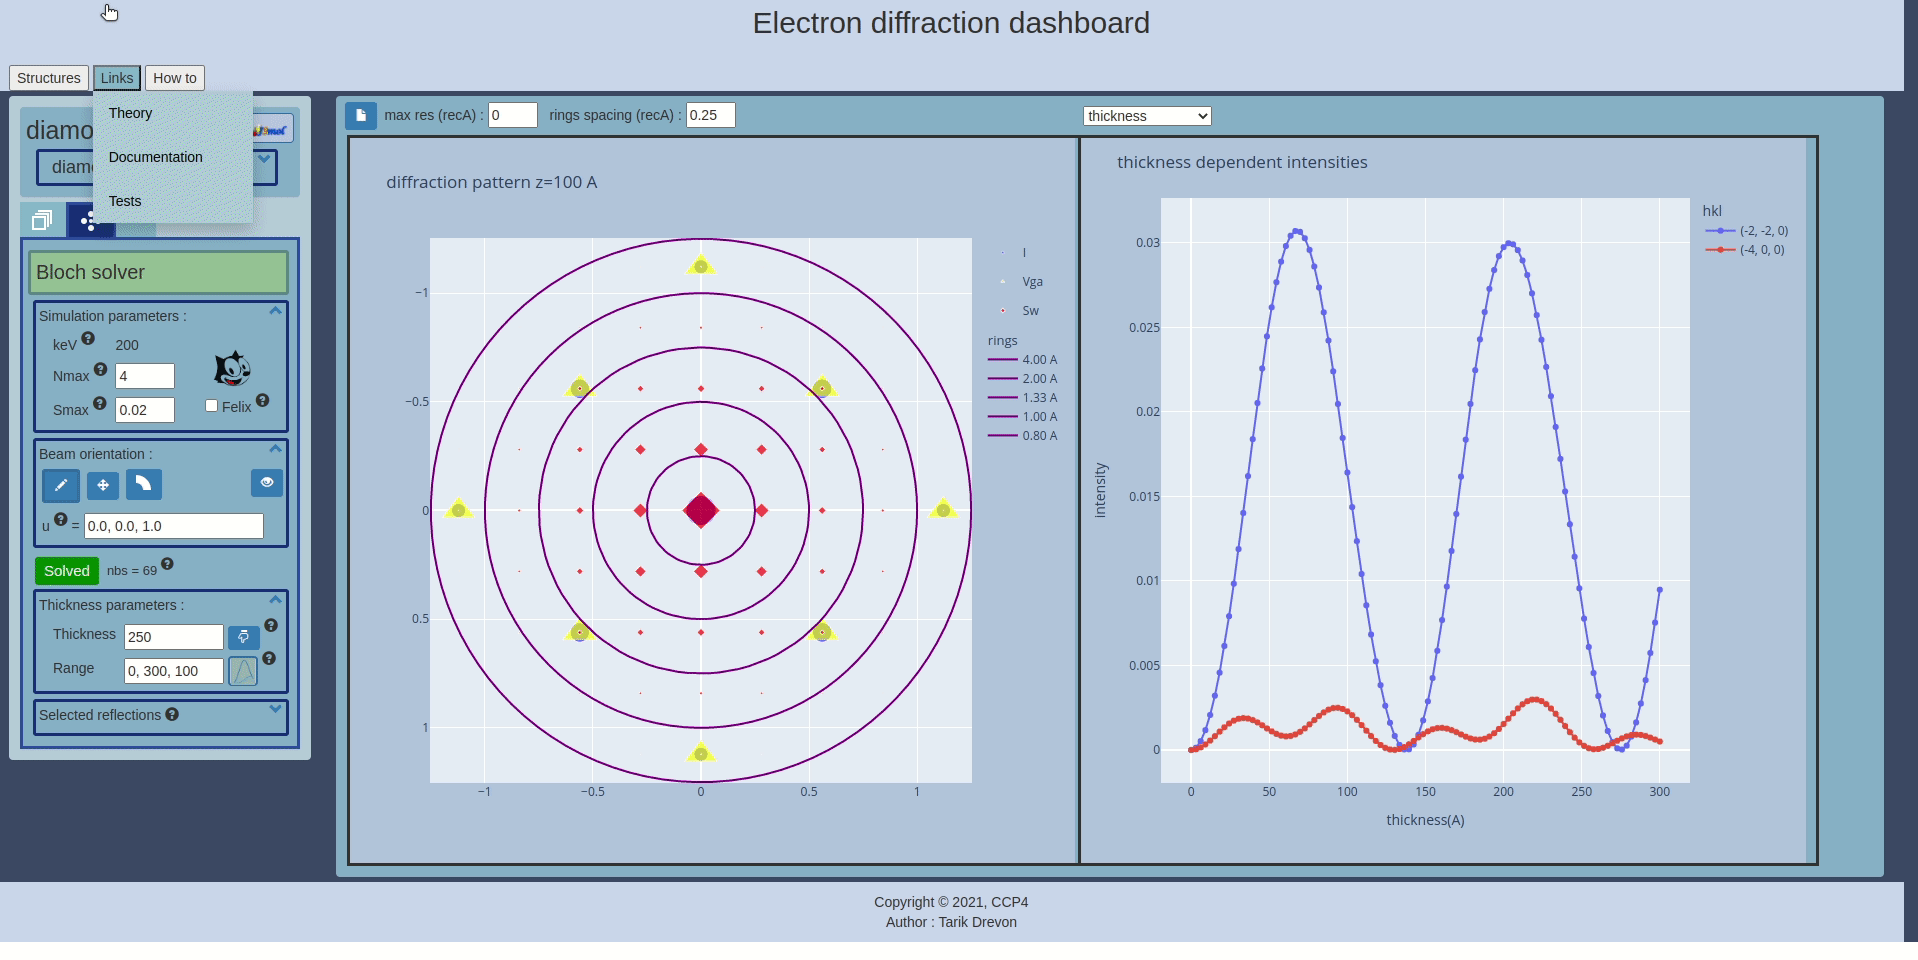 Electron diffraction dashboard
Structures Links How to
Theory
Documentation
Tests
diamo
diam
Bloch solver
Simulation parameters :
keV ? 200
Nmax ? 4
Smax ? 0.02
Felix ?
Beam orientation :
u ? = 0.0, 0.0, 1.0
Solved nbs = 69 ?
Thickness parameters :
Thickness 250 ?
Range 0, 300, 100 ?
Selected reflections ?
max res (recA) : 0 rings spacing (recA) : 0.25
thickness
diffraction pattern z=100 A
−1
−0.5
0
0.5
1
−1 −0.5 0 0.5 1
I
Vga
Sw
rings
4.00 A
2.00 A
1.33 A
1.00 A
0.80 A
thickness dependent intensities
hkl
(-2, -2, 0)
(-4, 0, 0)
intensity
0.03
0.025
0.02
0.015
0.01
0.005
0
0 50 100 150 200 250 300
thickness(A)
Copyright © 2021, CCP4
Author : Tarik Drevon